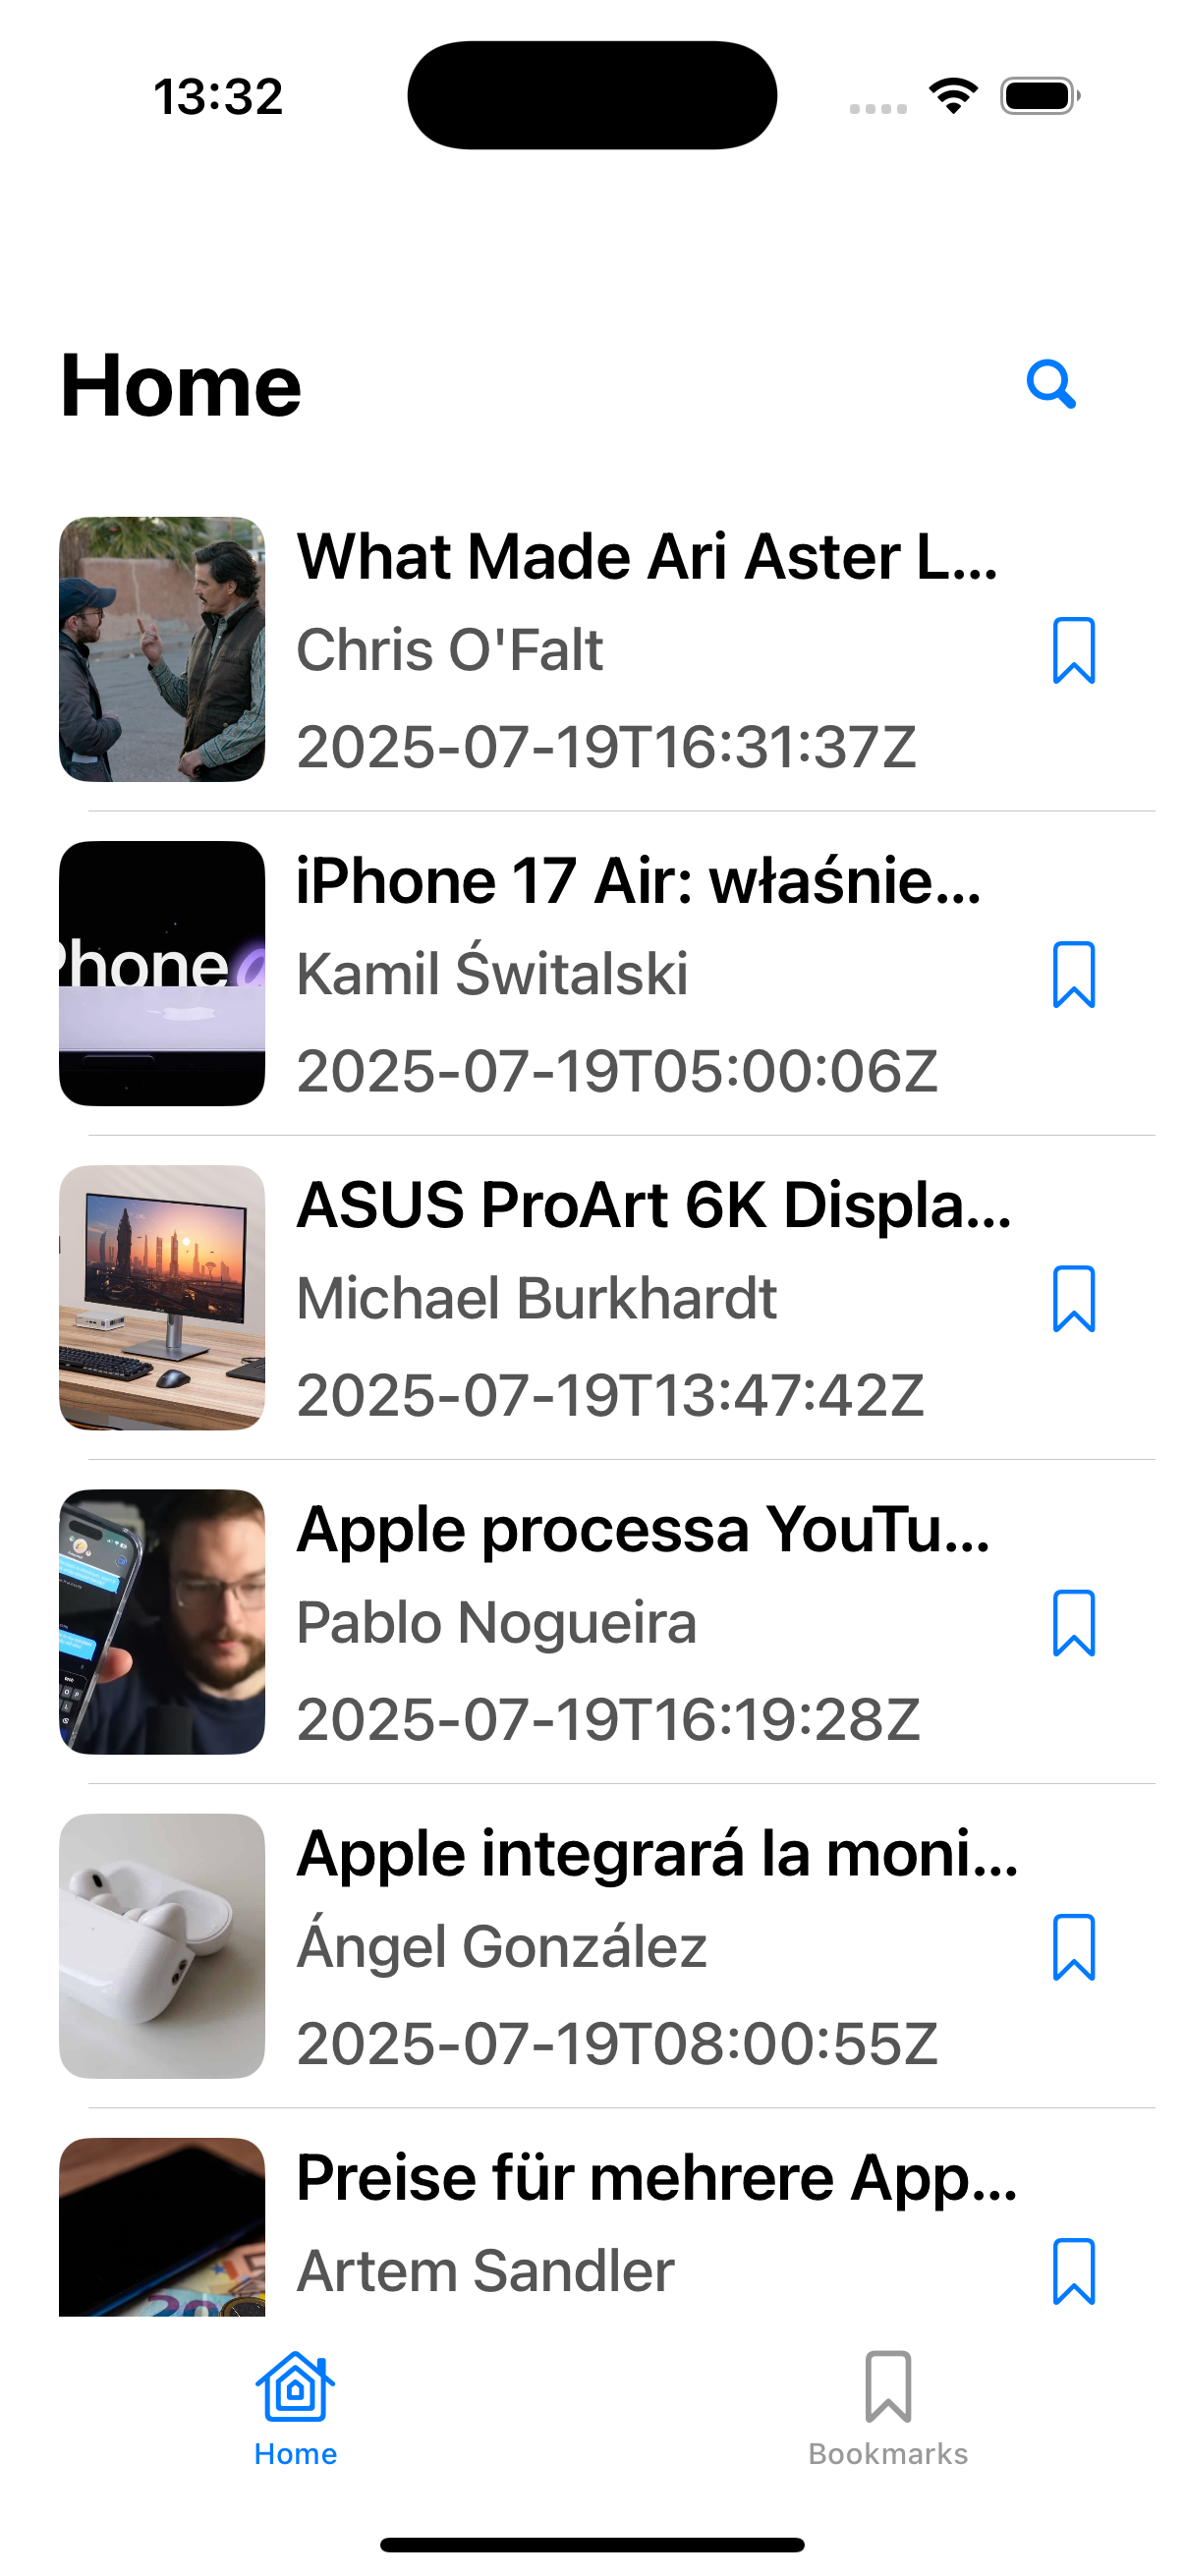 13:32
Home
What Made Ari Aster L...
Chris O'Falt
2025-07-19T16:31:37Z
Phone
iPhone 17 Air: właśnie...
Kamil Świtalski
2025-07-19T05:00:06Z
ASUS ProArt 6K Displa...
Michael Burkhardt
2025-07-19T13:47:42Z
Apple processa YouTu...
Pablo Nogueira
2025-07-19T16:19:28Z
Apple integrará la moni...
Ángel González
2025-07-19T08:00:55Z
Preise für mehrere App...
Artem Sandler
Home
Bookmarks